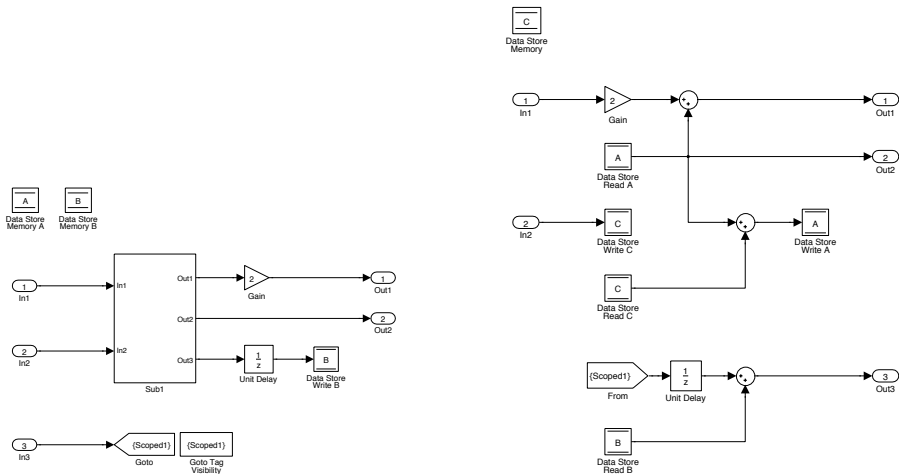 A
Data Store
Memory A
B
Data Store
Memory B
1
In1
2
In2
In1
In2
Out1
Out2
Out3
Sub1
2
Gain
1
Out1
2
Out2
1
z
Unit Delay
B
Data Store
Write B
3
In3
{Scoped1}
Goto
{Scoped1}
Goto Tag
Visibility
C
Data Store
Memory
1
In1
2
Gain
+
+
1
Out1
A
Data Store
Read A
2
Out2
2
In2
C
Data Store
Write C
+
+
A
Data Store
Write A
C
Data Store
Read C
{Scoped1}
From
1
z
Unit Delay
+
+
3
Out3
B
Data Store
Read B